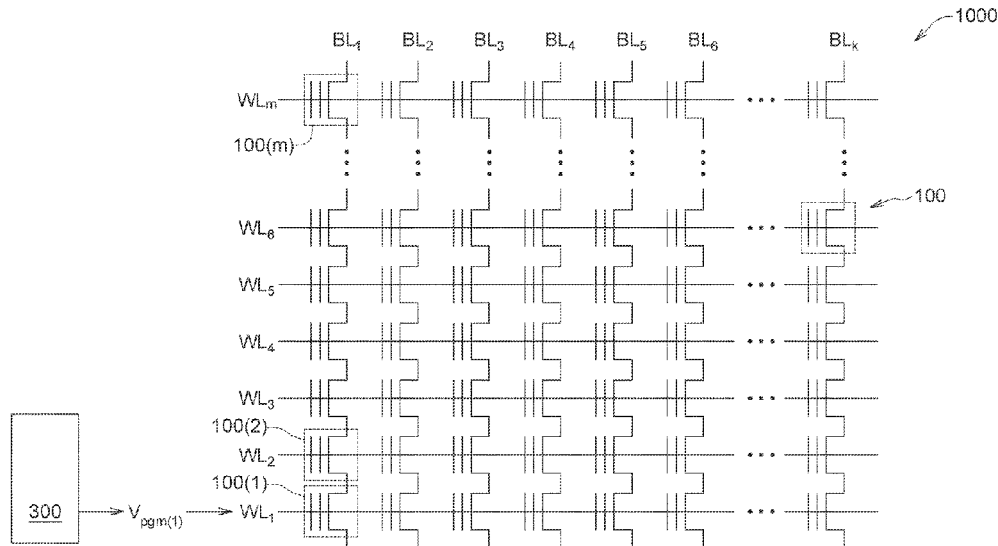 1000
BL1 BL2 BL3 BL4 BL5 BL6 BLk
WLm
100(m)
100
WL6
WL5
WL4
WL3
100(2)
WL2
100(1)
300 Vpgm(1) WL1